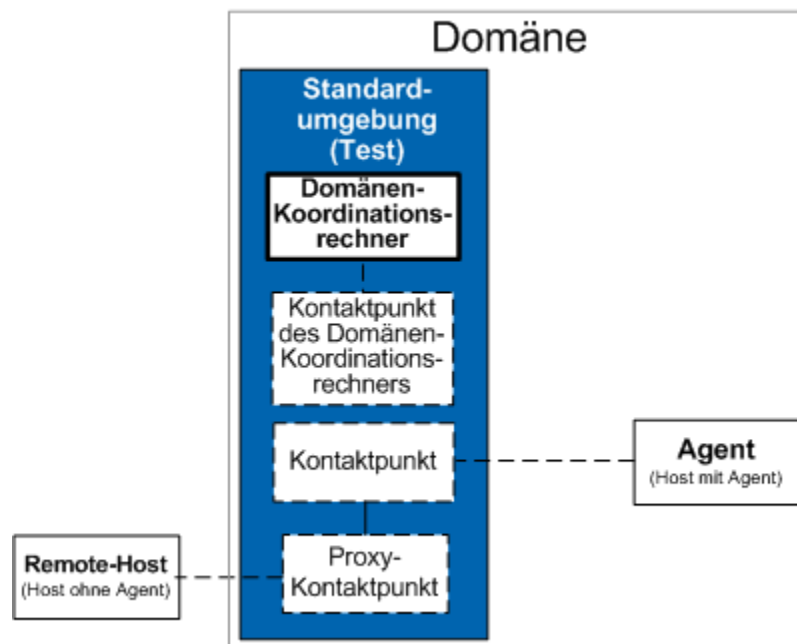 Domäne
Standard-
umgebung
(Test)
Domänen-
Koordinations-
rechner
Kontaktpunkt
des Domänen-
Koordinations-
rechners
Kontaktpunkt
Agent
(Host mit Agent)
Proxy-
Kontaktpunkt
Remote-Host
(Host ohne Agent)